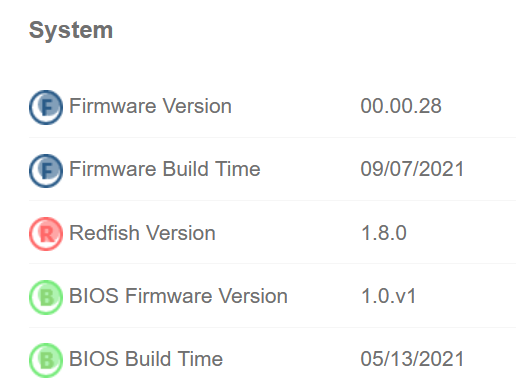 System
F Firmware Version 00.00.28
F Firmware Build Time 09/07/2021
R Redfish Version 1.8.0
B BIOS Firmware Version 1.0.v1
B BIOS Build Time 05/13/2021